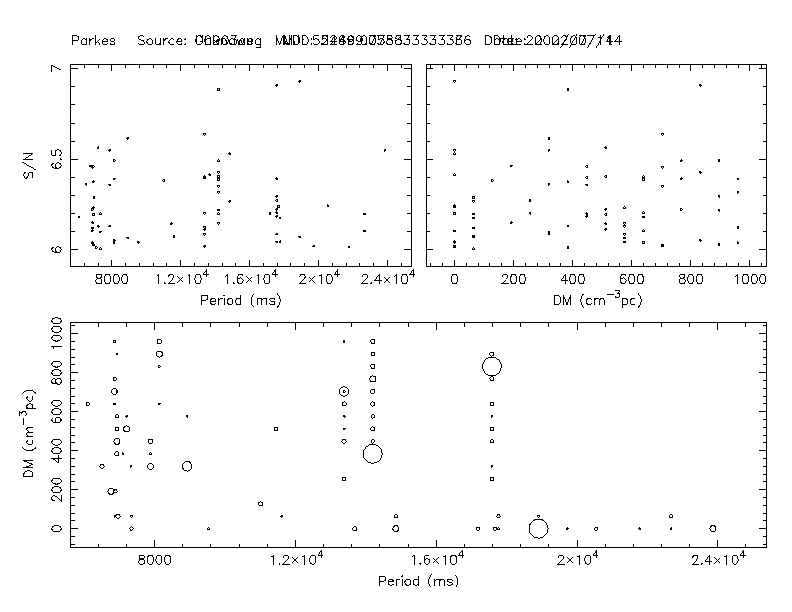 Parkes Source:
7
6.5
6
S/N
8000 1.2×10⁴ 1.6×10⁴ 2×10⁴ 2.4×10⁴
Period (ms)
0 200 400 600 800 1000
DM (cm⁻³pc)
1000
800
600
400
200
0
DM (cm⁻³pc)
8000 1.2×10⁴ 1.6×10⁴ 2×10⁴ 2.4×10⁴
Period (ms)